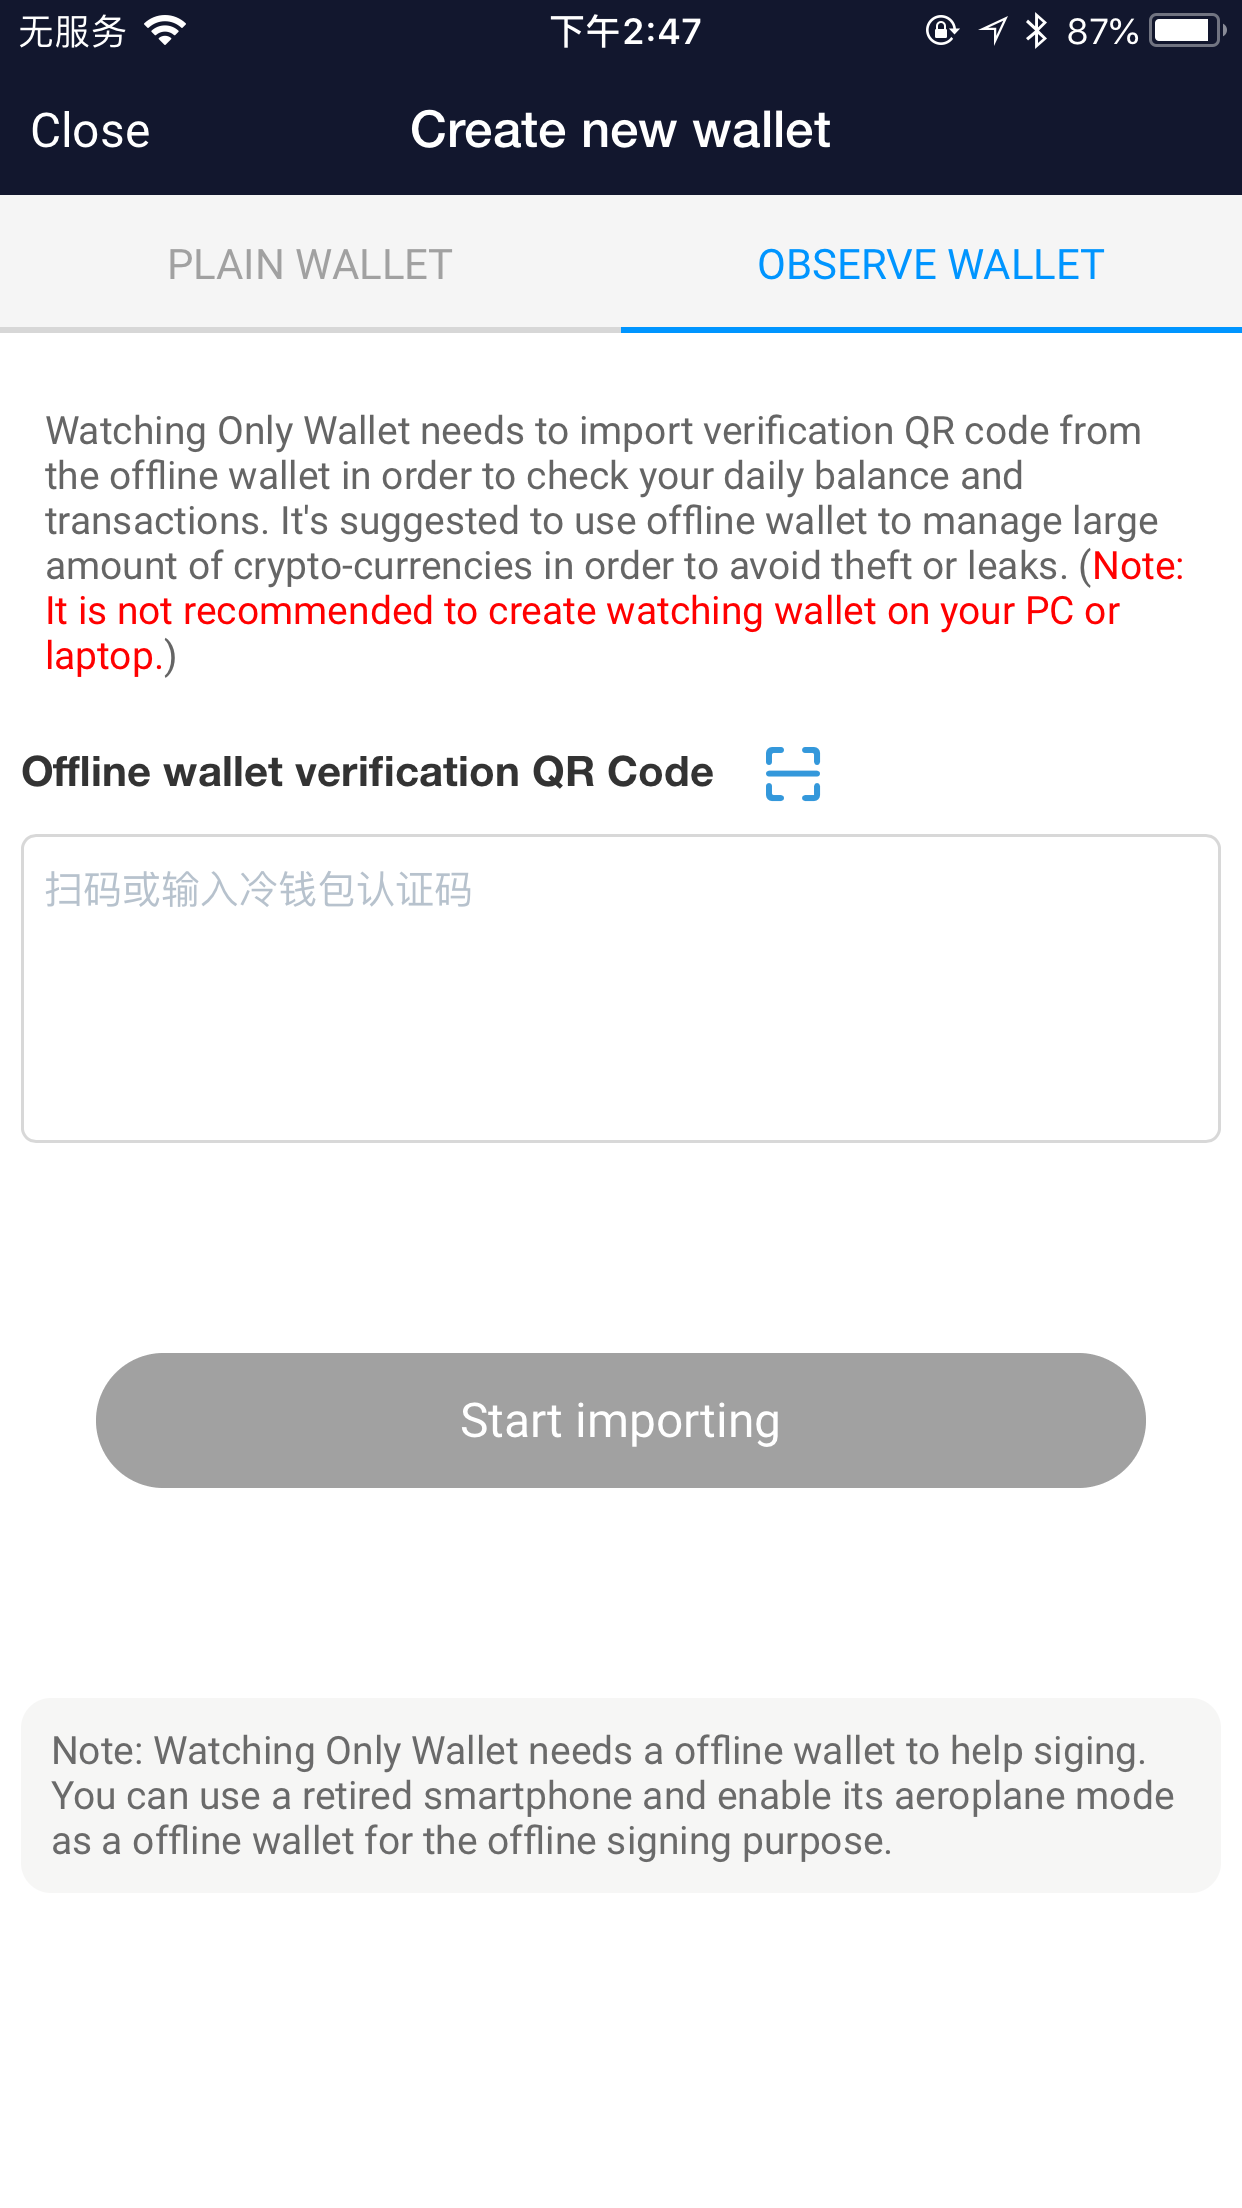 无服务 下午2:47 87%
Close Create new wallet
PLAIN WALLET OBSERVE WALLET
Watching Only Wallet needs to import verification QR code from
the offline wallet in order to check your daily balance and
transactions. It's suggested to use offline wallet to manage large
amount of crypto-currencies in order to avoid theft or leaks. (Note:
It is not recommended to create watching wallet on your PC or
laptop.)
Offline wallet verification QR Code
扫码或输入冷钱包认证码
Start importing
Note: Watching Only Wallet needs a offline wallet to help siging.
You can use a retired smartphone and enable its aeroplane mode
as a offline wallet for the offline signing purpose.